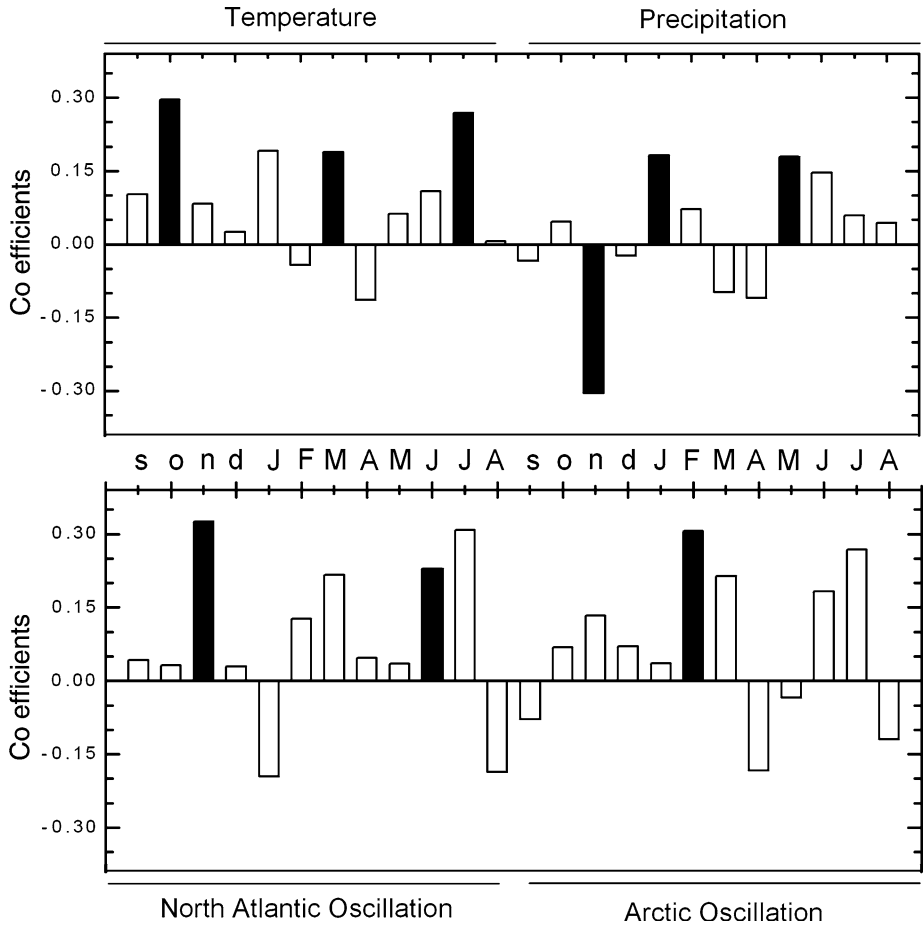 Temperature Precipitation
0.30
0.15
0.00
-0.15
-0.30
Co efficients
s o n d J F M A M J J A s o n d J F M A M J J A
0.30
0.15
0.00
-0.15
-0.30
Co efficients
North Atlantic Oscillation Arctic Oscillation